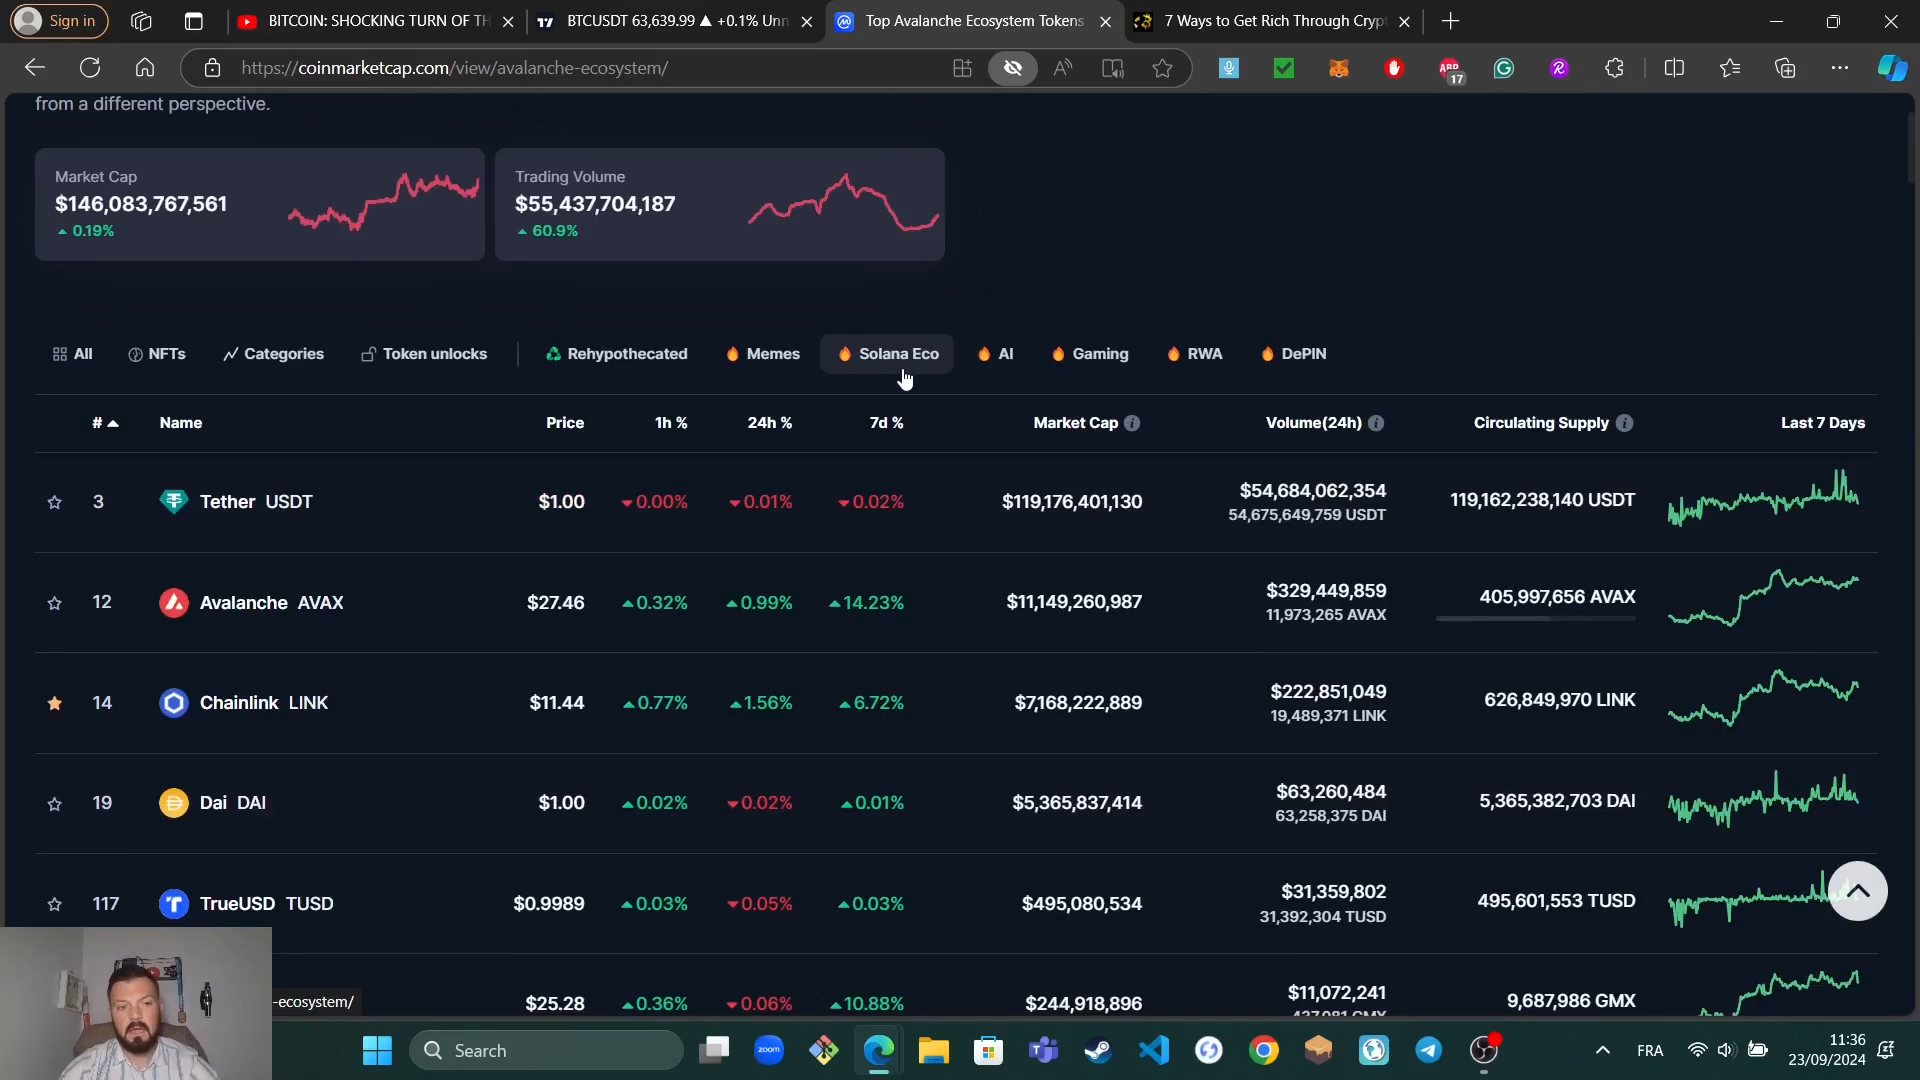 Sign in
BITCOIN: SHOCKING TURN OF TH
BTCUSDT 63,639.99 ▲ +0.1% Unn
Top Avalanche Ecosystem Tokens
7 Ways to Get Rich Through Cryp
https://coinmarketcap.com/view/avalanche-ecosystem/
ABP
17
from a different perspective.
Market Cap
$146,083,767,561
0.19%
Trading Volume
$55,437,704,187
60.9%
All
NFTs
Categories
Token unlocks
Rehypothecated
Memes
Solana Eco
AI
Gaming
RWA
DePIN
# Name Price 1h % 24h % 7d % Market Cap Volume(24h) Circulating Supply Last 7 Days
3 Tether USDT $1.00 0.00% 0.01% 0.02% $119,176,401,130 $54,684,062,354 119,162,238,140 USDT
54,675,649,759 USDT
12 Avalanche AVAX $27.46 0.32% 0.99% 14.23% $11,149,260,987 $329,449,859 405,997,656 AVAX
11,973,265 AVAX
14 Chainlink LINK $11.44 0.77% 1.56% 6.72% $7,168,222,889 $222,851,049 626,849,970 LINK
19,489,371 LINK
19 Dai DAI $1.00 0.02% 0.02% 0.01% $5,365,837,414 $63,260,484 5,365,382,703 DAI
63,258,375 DAI
117 TrueUSD TUSD $0.9989 0.03% 0.05% 0.03% $495,080,534 $31,359,802 495,601,553 TUSD
31,392,304 TUSD
$25.28 0.36% 0.06% 10.88% $244,918,896 $11,072,241 9,687,986 GMX
-ecosystem/
Search
zoom
FRA
11:36
23/09/2024